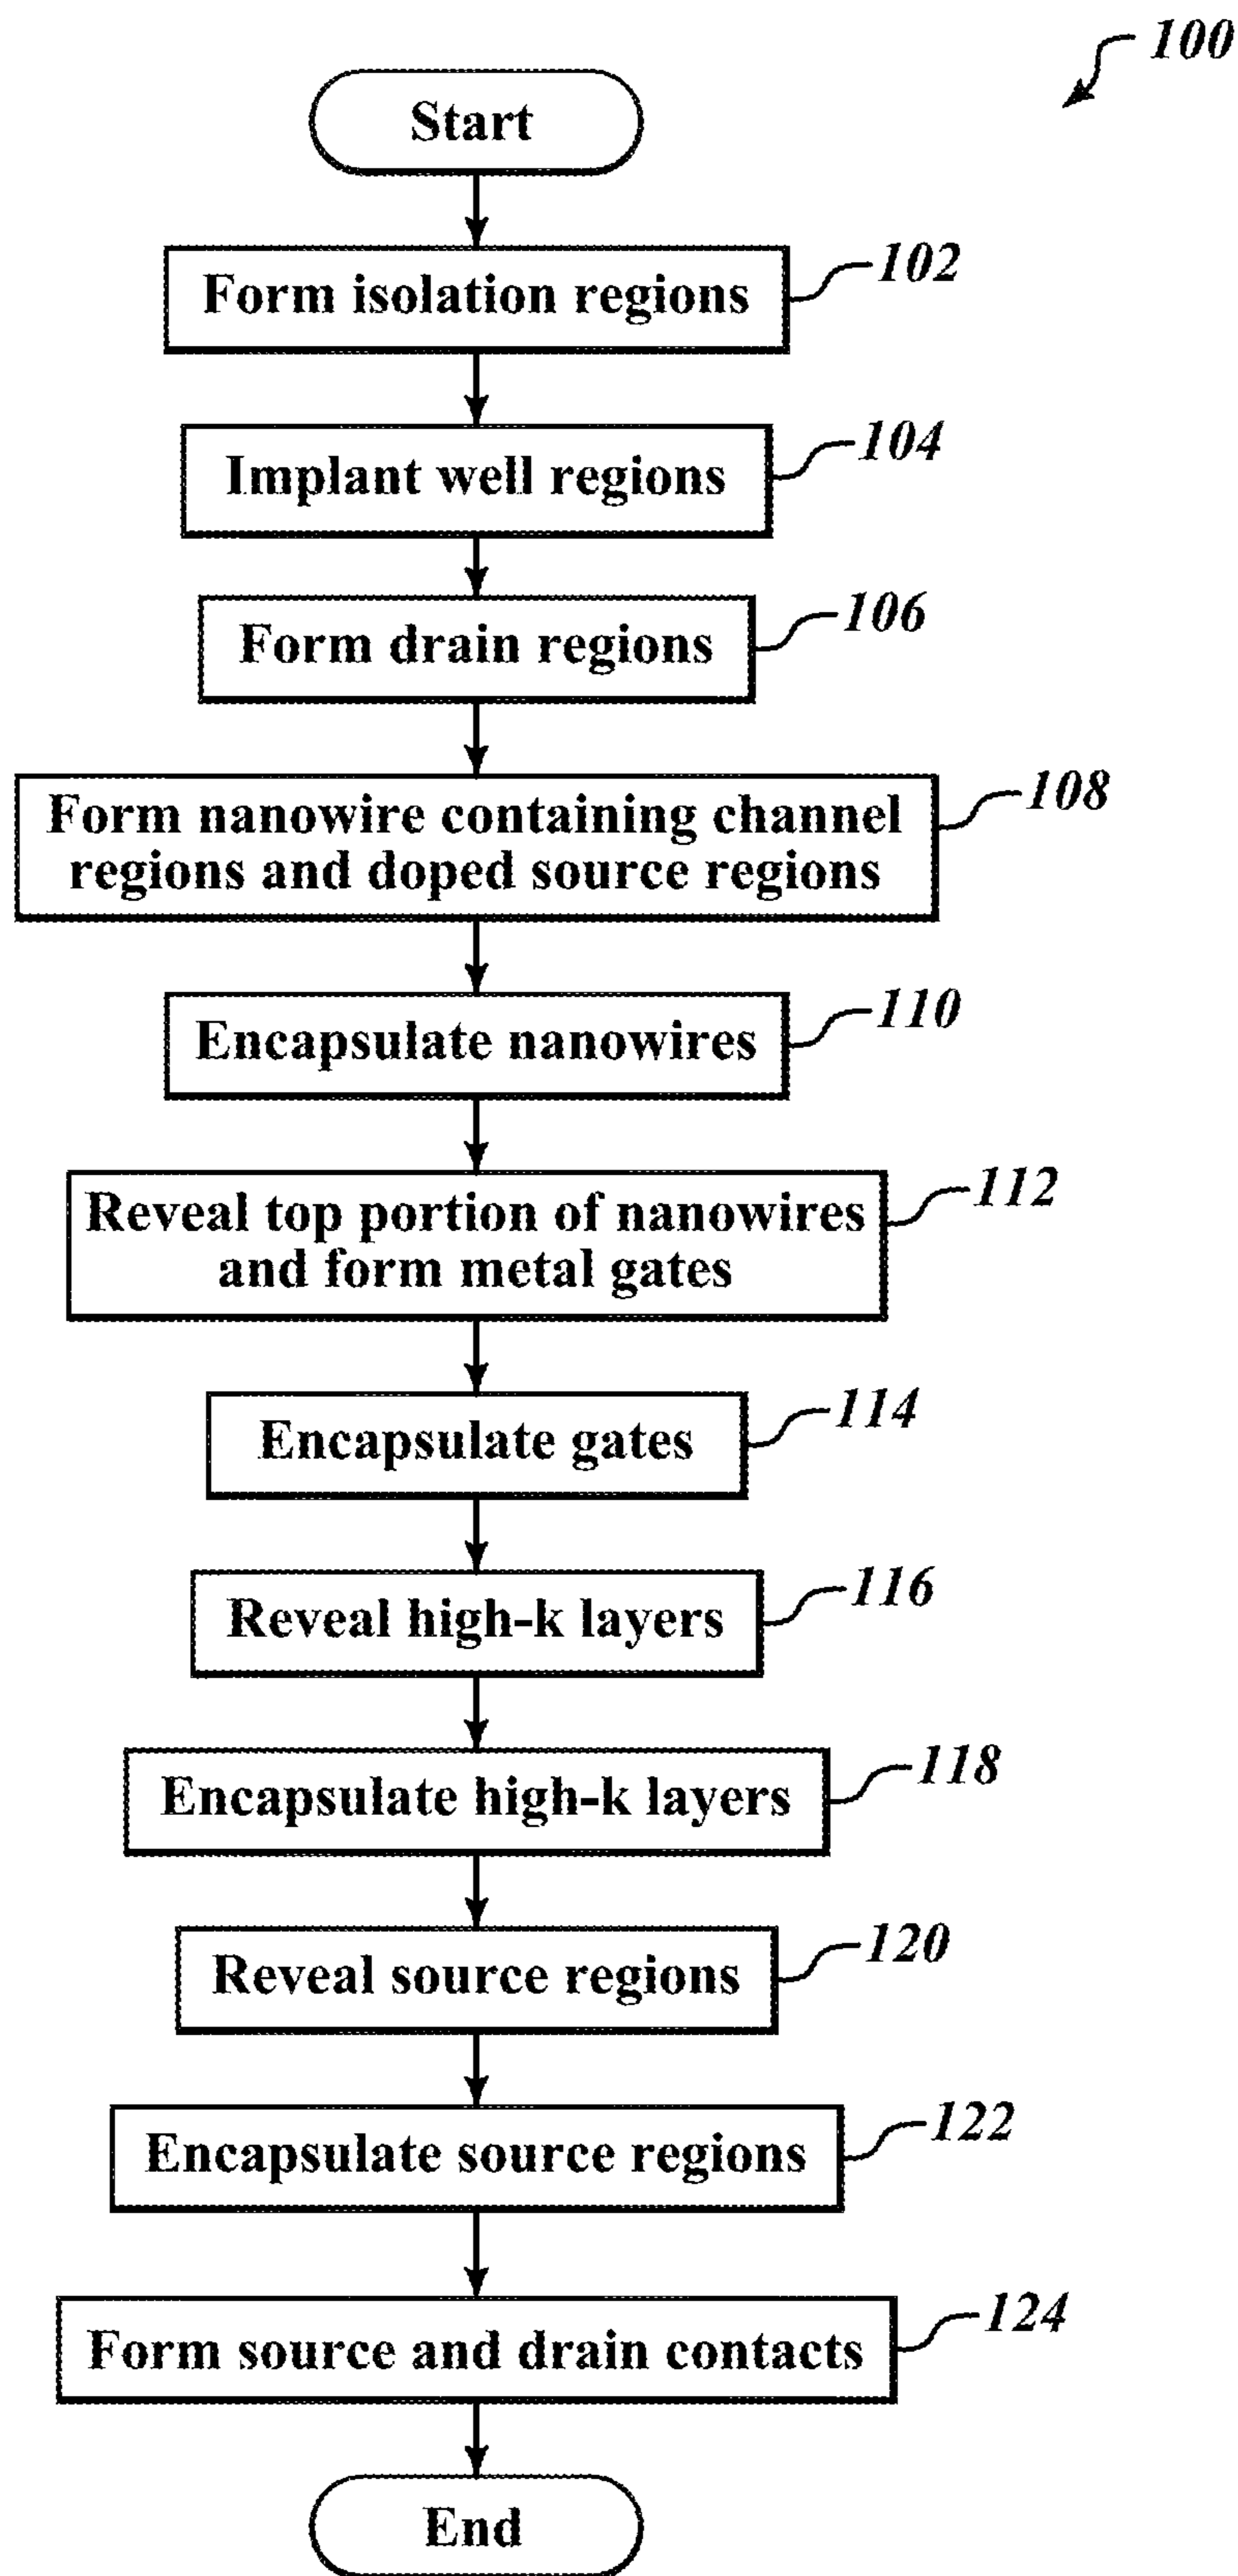 100
Start
Form isolation regions
102
Implant well regions
104
Form drain regions
106
Form nanowire containing channel
regions and doped source regions
108
Encapsulate nanowires
110
Reveal top portion of nanowires
and form metal gates
112
Encapsulate gates
114
Reveal high-k layers
116
Encapsulate high-k layers
118
Reveal source regions
120
Encapsulate source regions
122
Form source and drain contacts
124
End